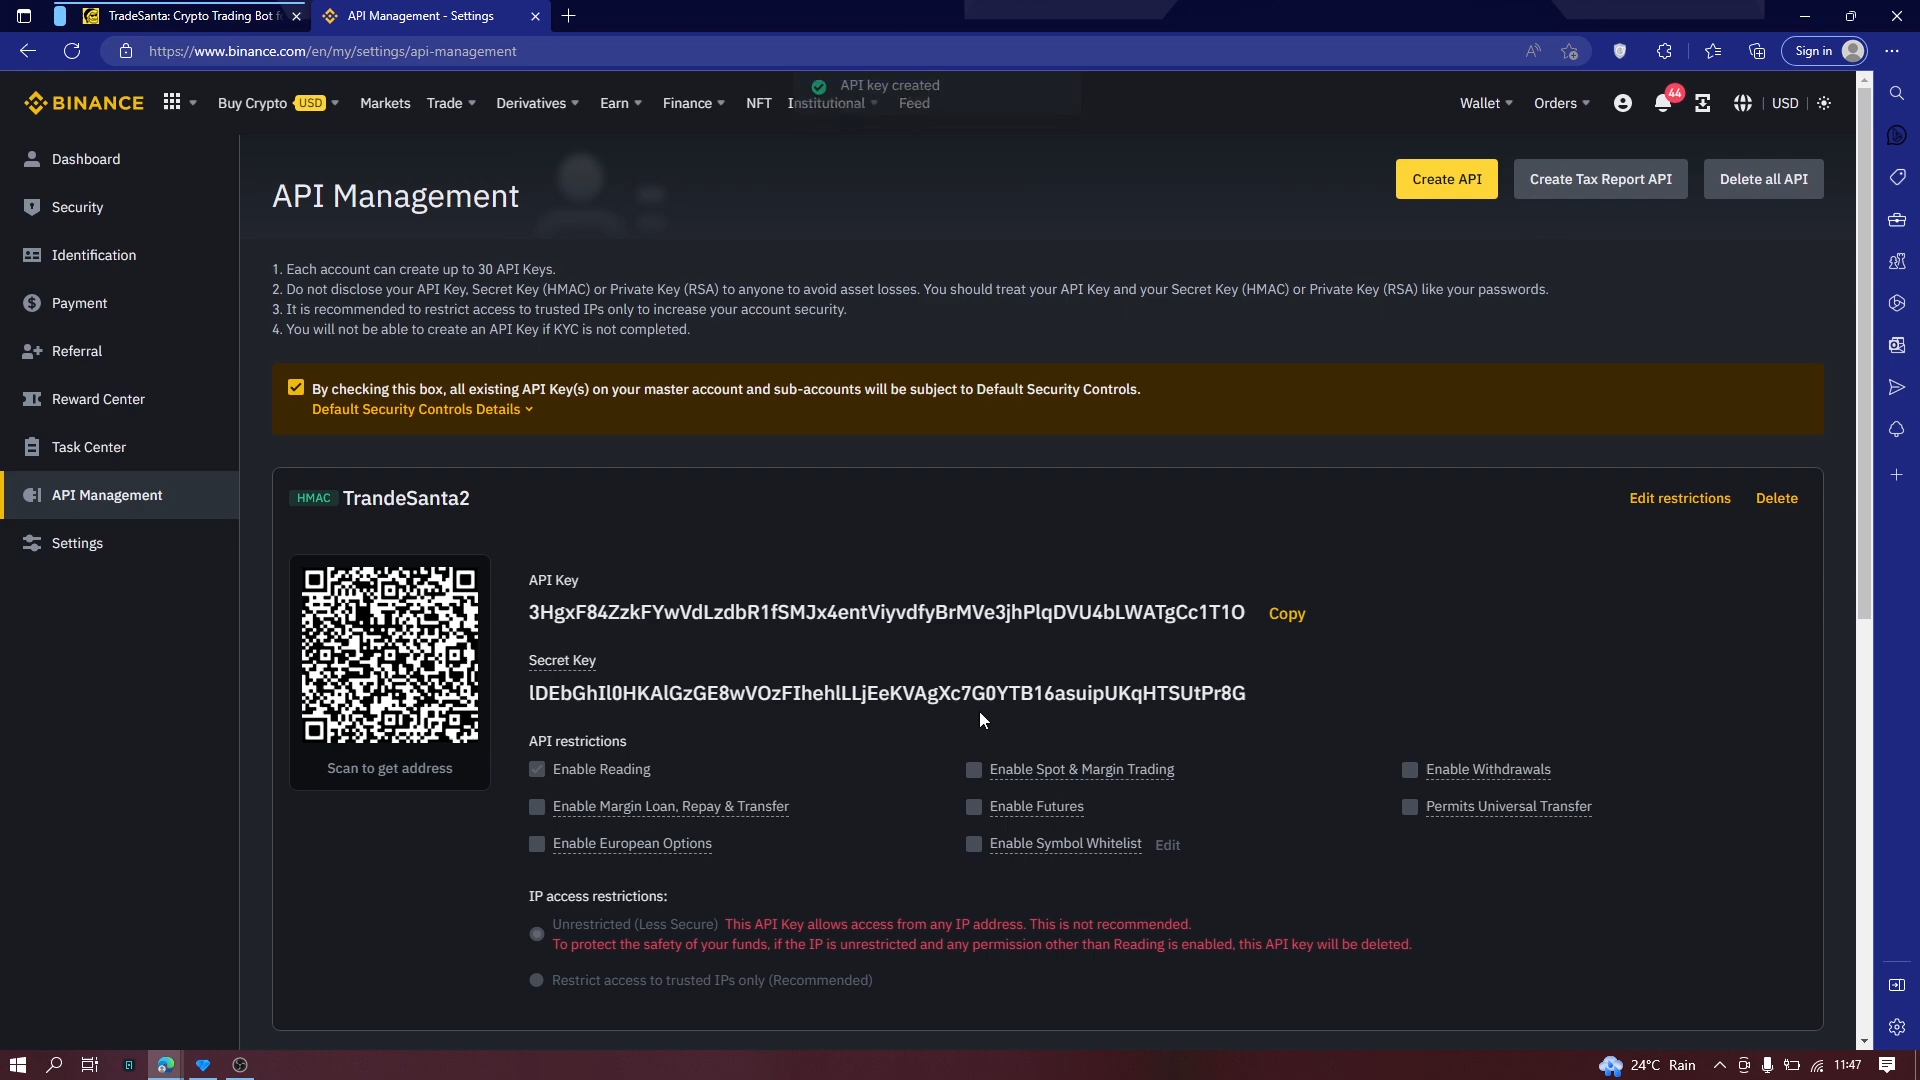 TradeSanta: Crypto Trading Bot f
API Management - Settings
https://www.binance.com/en/my/settings/api-management
Sign in
BINANCE
Buy Crypto USD
Markets
Trade
Derivatives
Earn
Finance
NFT
Institutional
Feed
API key created
Wallet
Orders
44
USD
Dashboard
Security
Identification
Payment
Referral
Reward Center
Task Center
API Management
Settings
API Management
Create API
Create Tax Report API
Delete all API
1. Each account can create up to 30 API Keys.
2. Do not disclose your API Key, Secret Key (HMAC) or Private Key (RSA) to anyone to avoid asset losses. You should treat your API Key and your Secret Key (HMAC) or Private Key (RSA) like your passwords.
3. It is recommended to restrict access to trusted IPs only to increase your account security.
4. You will not be able to create an API Key if KYC is not completed.
By checking this box, all existing API Key(s) on your master account and sub-accounts will be subject to Default Security Controls.
Default Security Controls Details
HMAC TrandeSanta2
Edit restrictions
Delete
Scan to get address
API Key
3HgxF84ZzkFYwVdLzdbR1fSMJx4entViyvdfyBrMVe3jhPlqDVU4bLWATgCc1T1O Copy
Secret Key
lDEbGhIl0HKAlGzGE8wVOzFIhehlLLjEeKVAgXc7G0YTB16asuipUKqHTSUtPr8G
API restrictions
Enable Reading
Enable Spot & Margin Trading
Enable Withdrawals
Enable Margin Loan, Repay & Transfer
Enable Futures
Permits Universal Transfer
Enable European Options
Enable Symbol Whitelist Edit
IP access restrictions:
Unrestricted (Less Secure) This API Key allows access from any IP address. This is not recommended.
To protect the safety of your funds, if the IP is unrestricted and any permission other than Reading is enabled, this API key will be deleted.
Restrict access to trusted IPs only (Recommended)
24°C Rain
11:47